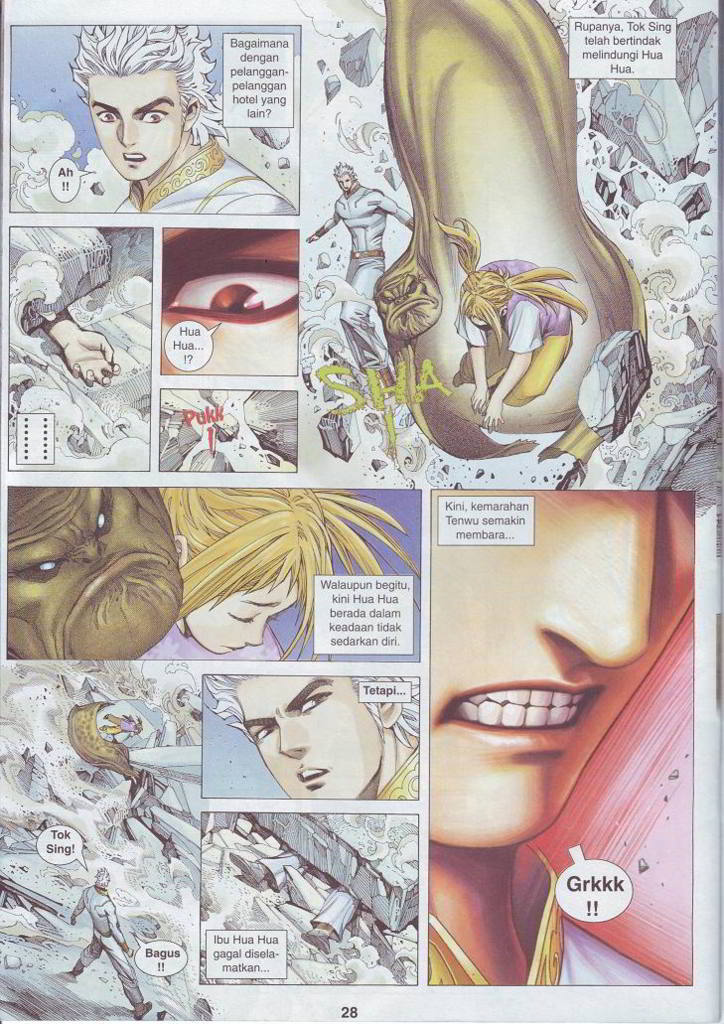 Bagaimana
dengan
pelanggan-
pelanggan
hotel yang
lain?
Ah
!!
Rupanya, Tok Sing
telah bertindak
melindungi Hua
Hua.
Hua
Hua...
!?
Pukk
!
SHA
!
Walaupun begitu,
kini Hua Hua
berada dalam
keadaan tidak
sedarkan diri.
Kini, kemarahan
Tenwu semakin
membara...
Tetapi...
Tok
Sing!
Bagus
!!
Ibu Hua Hua
gagal disela-
matkan...
Grkkk
!!
28